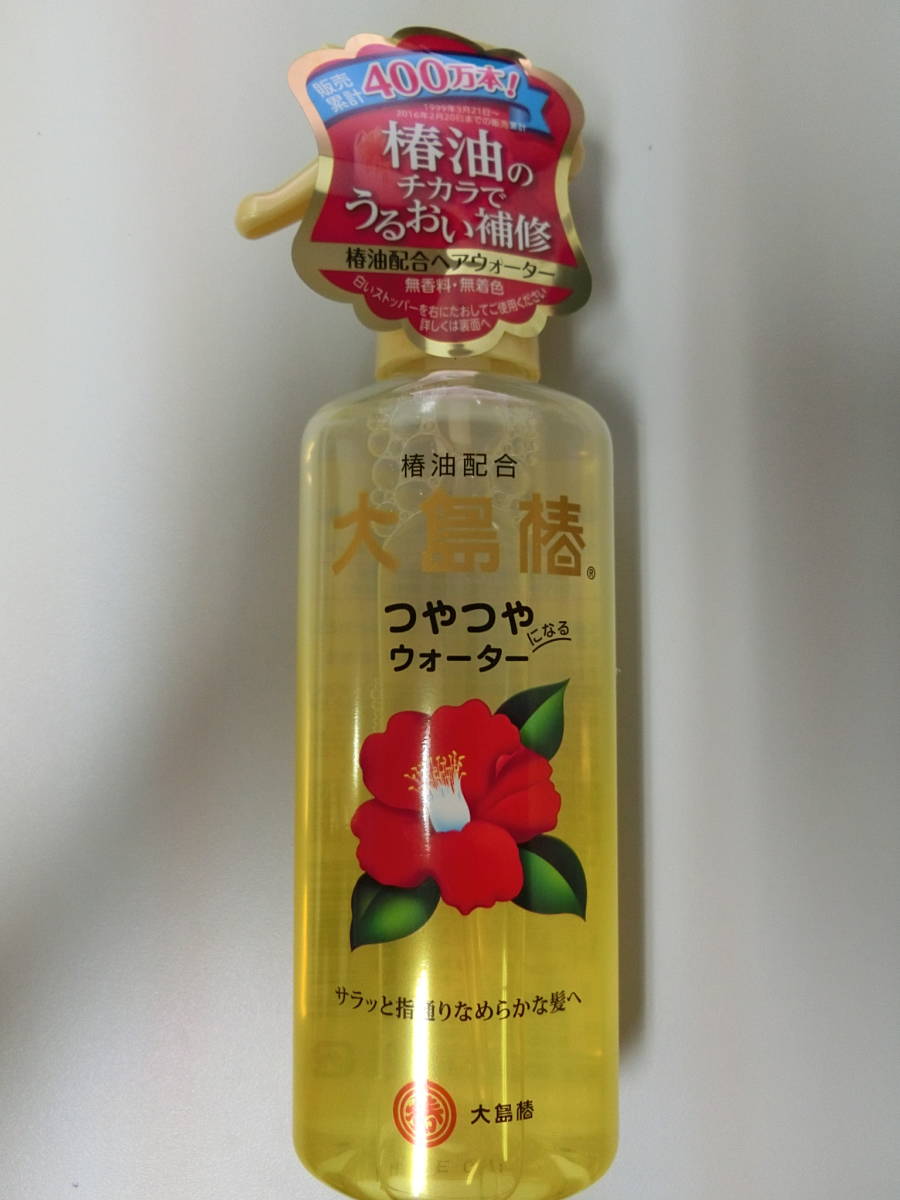 販売
累計
400万本!
1999年3月21日〜
2016年2月20日までの販売累計
椿油の
チカラで
うるおい補修
椿油配合ヘアウォーター
無香料・無着色
白いストッパーを右にたおしてご使用ください
詳しくは裏面へ
椿油配合
大島椿®
つやつや
になる
ウォーター
サラッと指通りなめらかな髪へ
大島椿